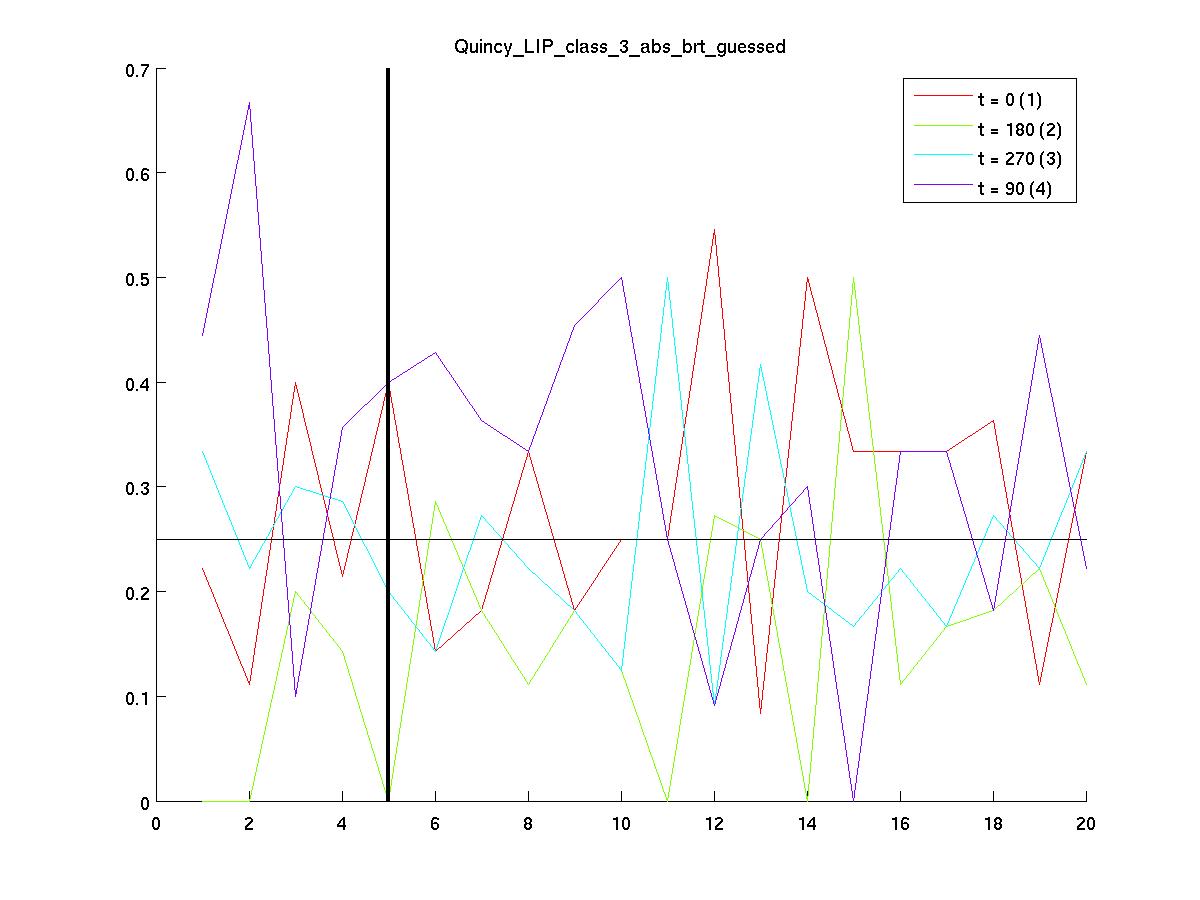 Quincy_LIP_class_3_abs_brt_guessed
0.7
0.6
0.5
0.4
0.3
0.2
0.1
0
t = 0 (1)
t = 180 (2)
t = 270 (3)
t = 90 (4)
0 2 4 6 8 10 12 14 16 18 20